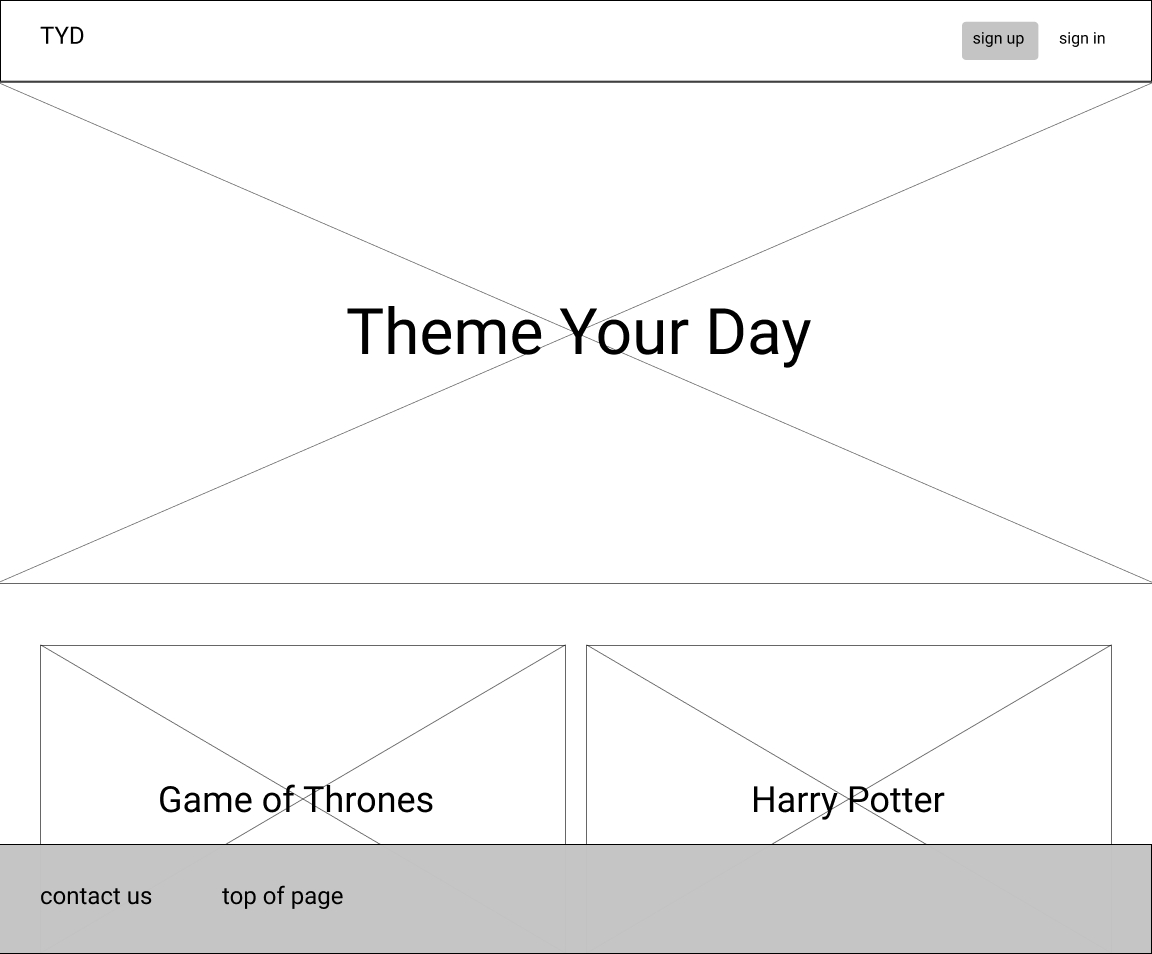 TYD
sign up
sign in
Theme Your Day
Game of Thrones
Harry Potter
contact us
top of page